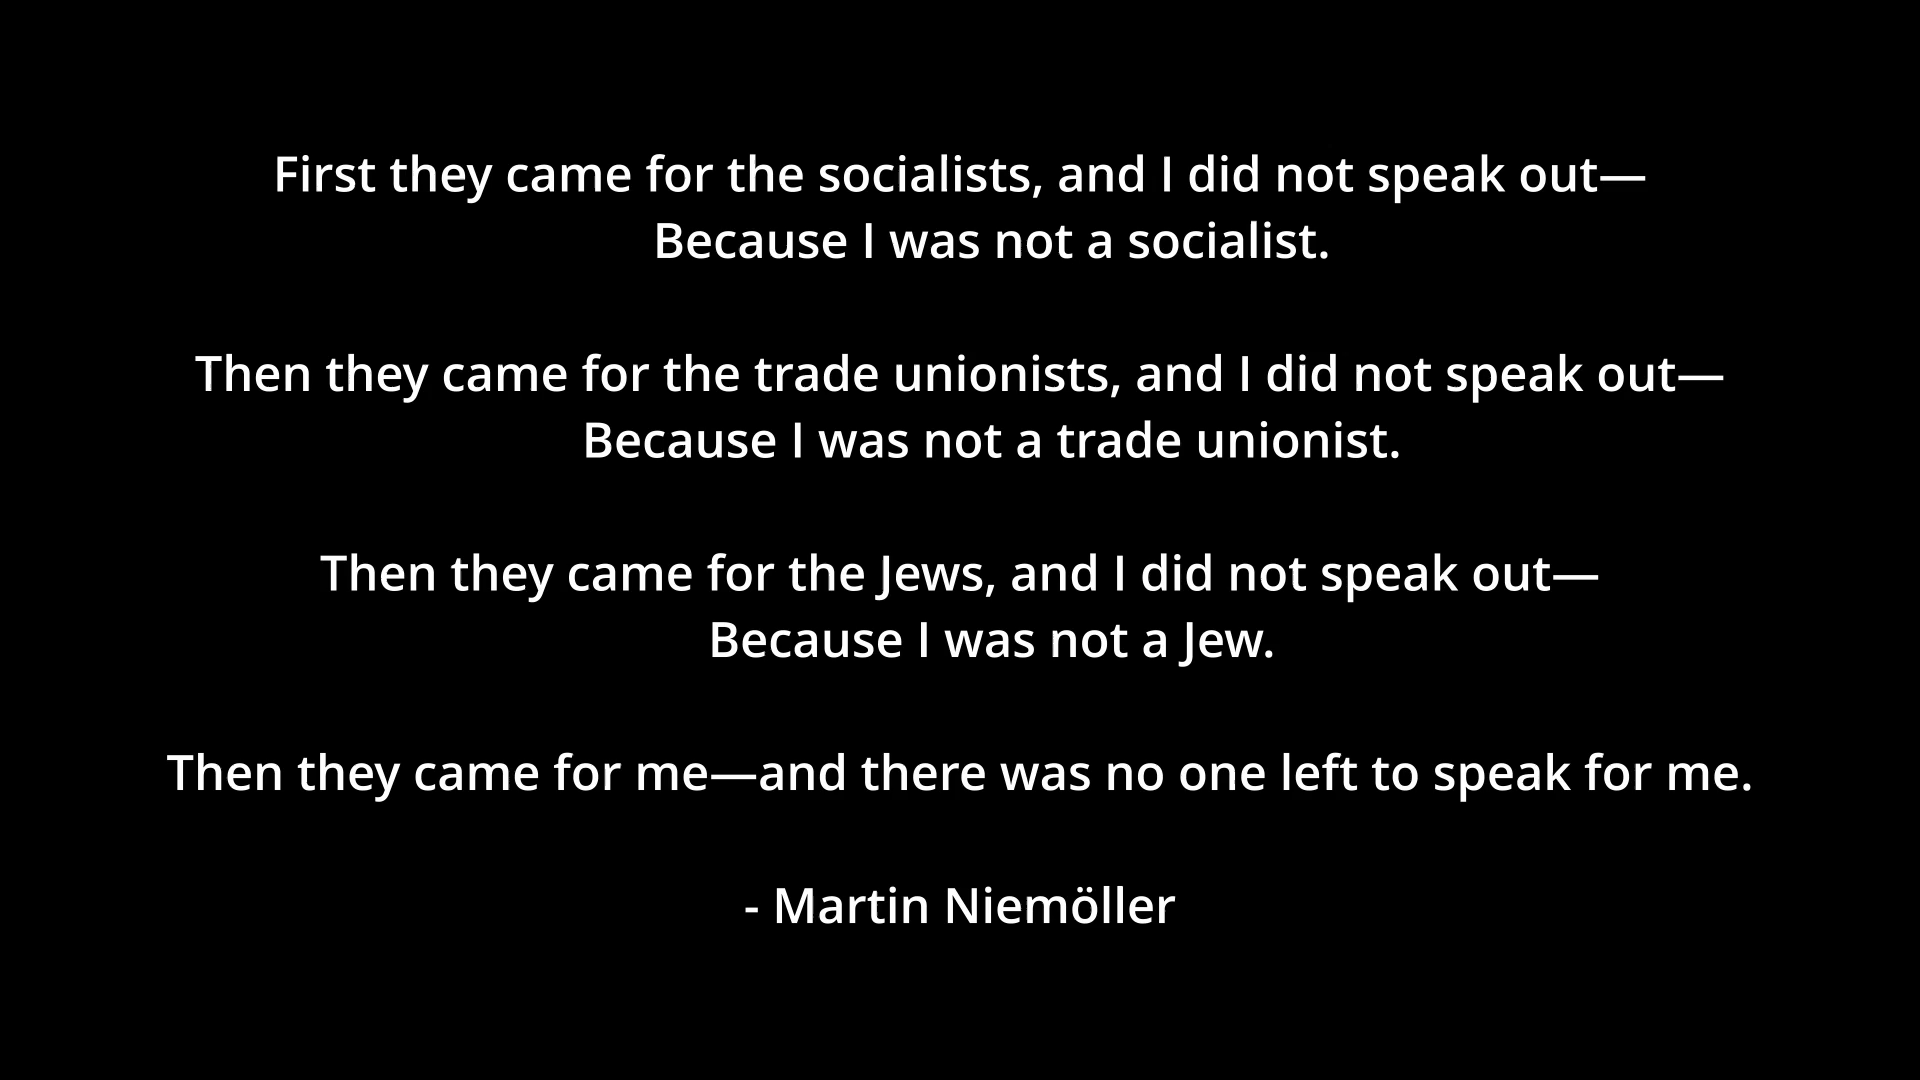 First they came for the socialists, and I did not speak out—
Because I was not a socialist.
Then they came for the trade unionists, and I did not speak out—
Because I was not a trade unionist.
Then they came for the Jews, and I did not speak out—
Because I was not a Jew.
Then they came for me—and there was no one left to speak for me.
- Martin Niemöller